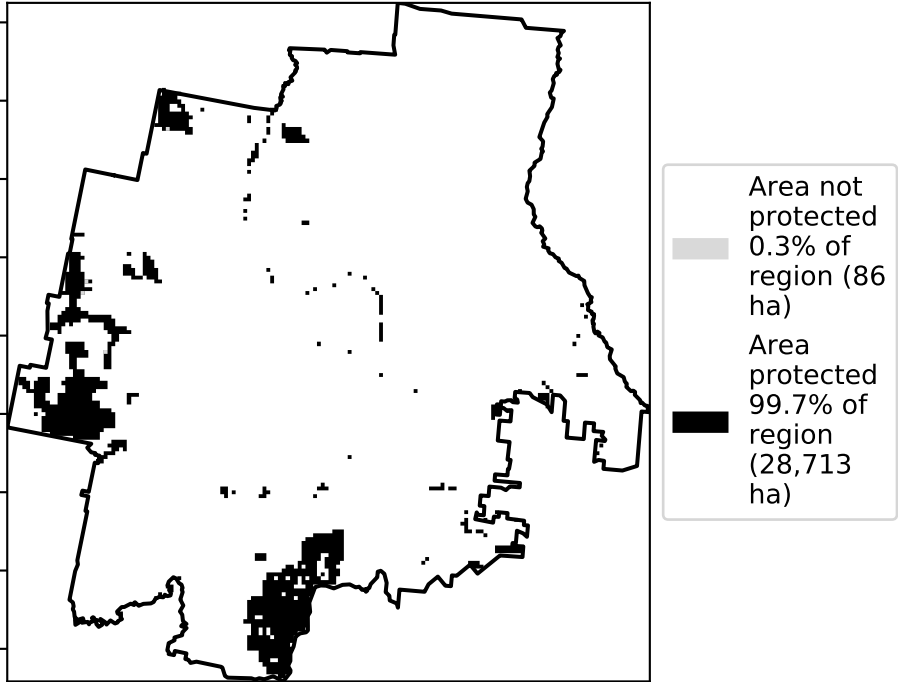 Area not
protected
0.3% of
region (86
ha)
Area
protected
99.7% of
region
(28,713
ha)